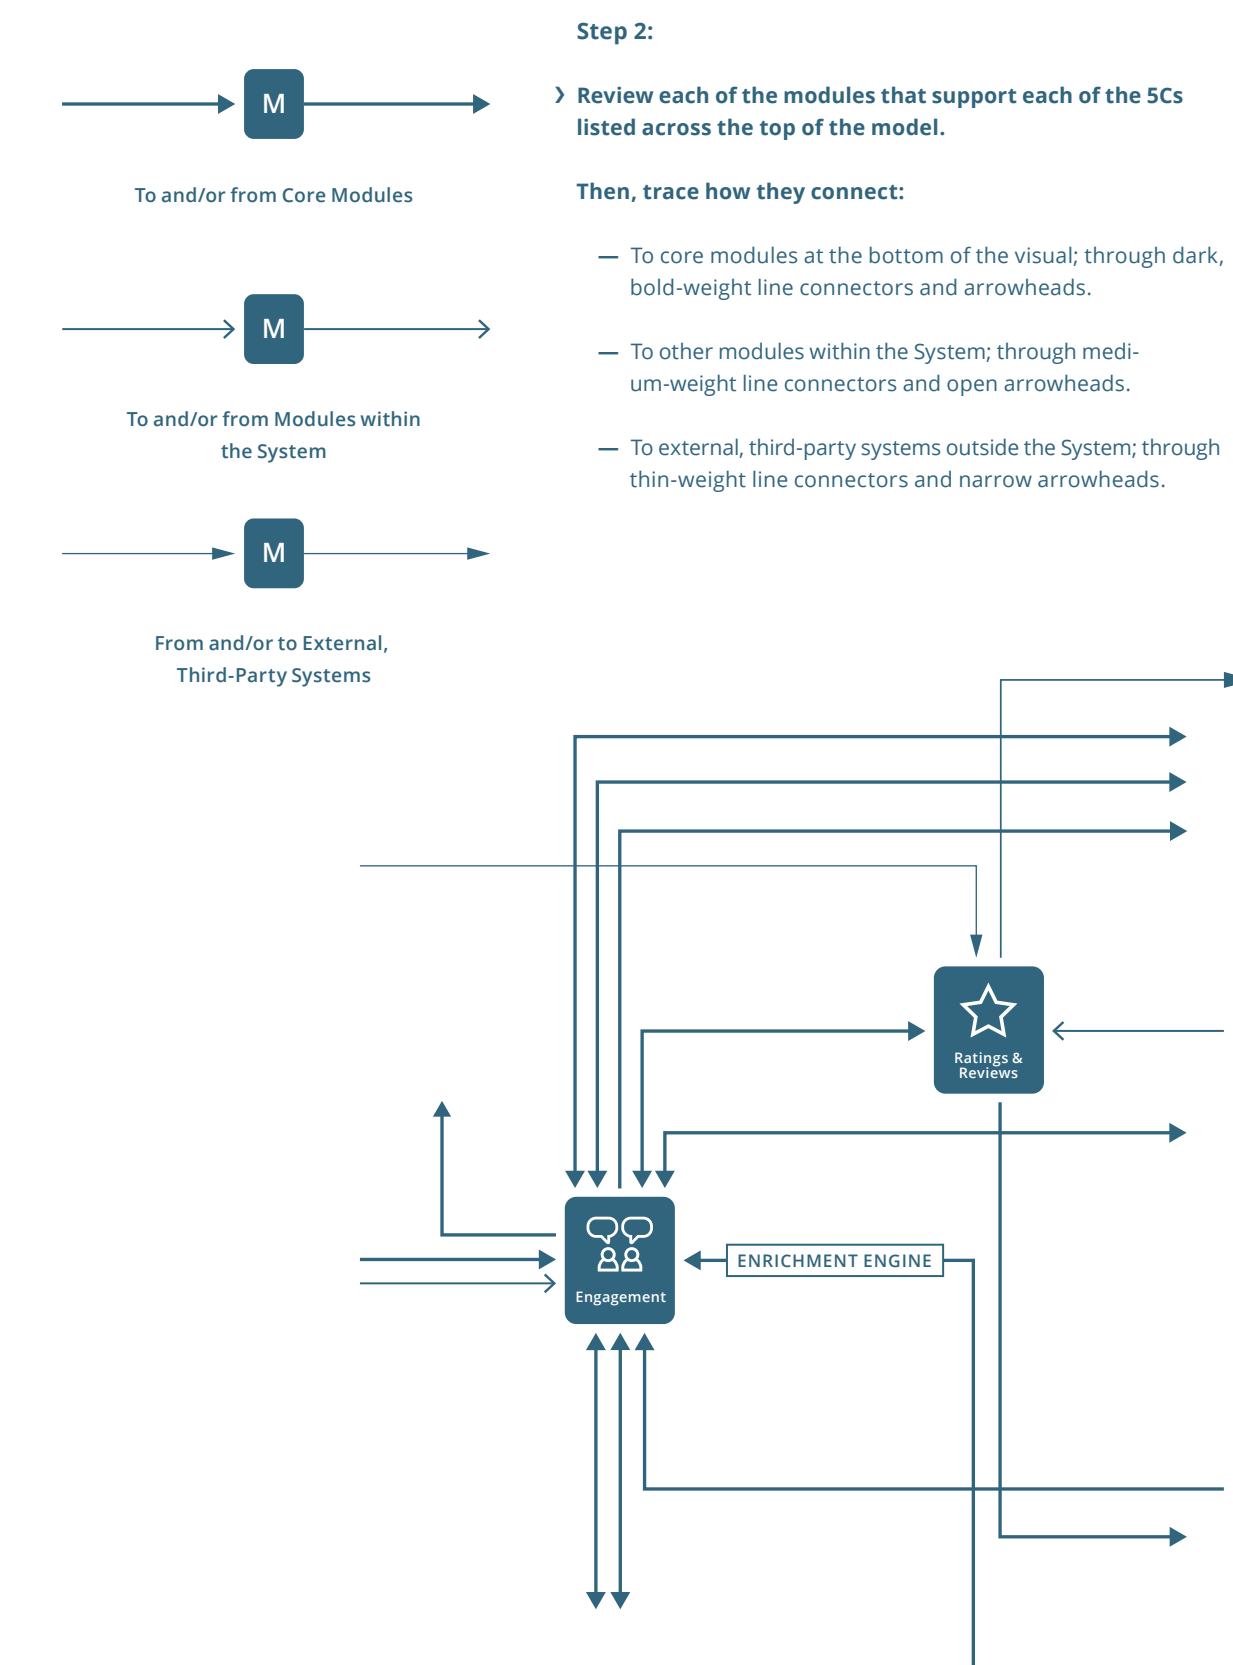 Step 2:
❯ Review each of the modules that support each of the 5Cs
listed across the top of the model.
Then, trace how they connect:
— To core modules at the bottom of the visual; through dark,
bold-weight line connectors and arrowheads.
— To other modules within the System; through medi-
um-weight line connectors and open arrowheads.
— To external, third-party systems outside the System; through
thin-weight line connectors and narrow arrowheads.
M
To and/or from Core Modules
M
To and/or from Modules within
the System
M
From and/or to External,
Third-Party Systems
Ratings &
Reviews
Engagement
ENRICHMENT ENGINE